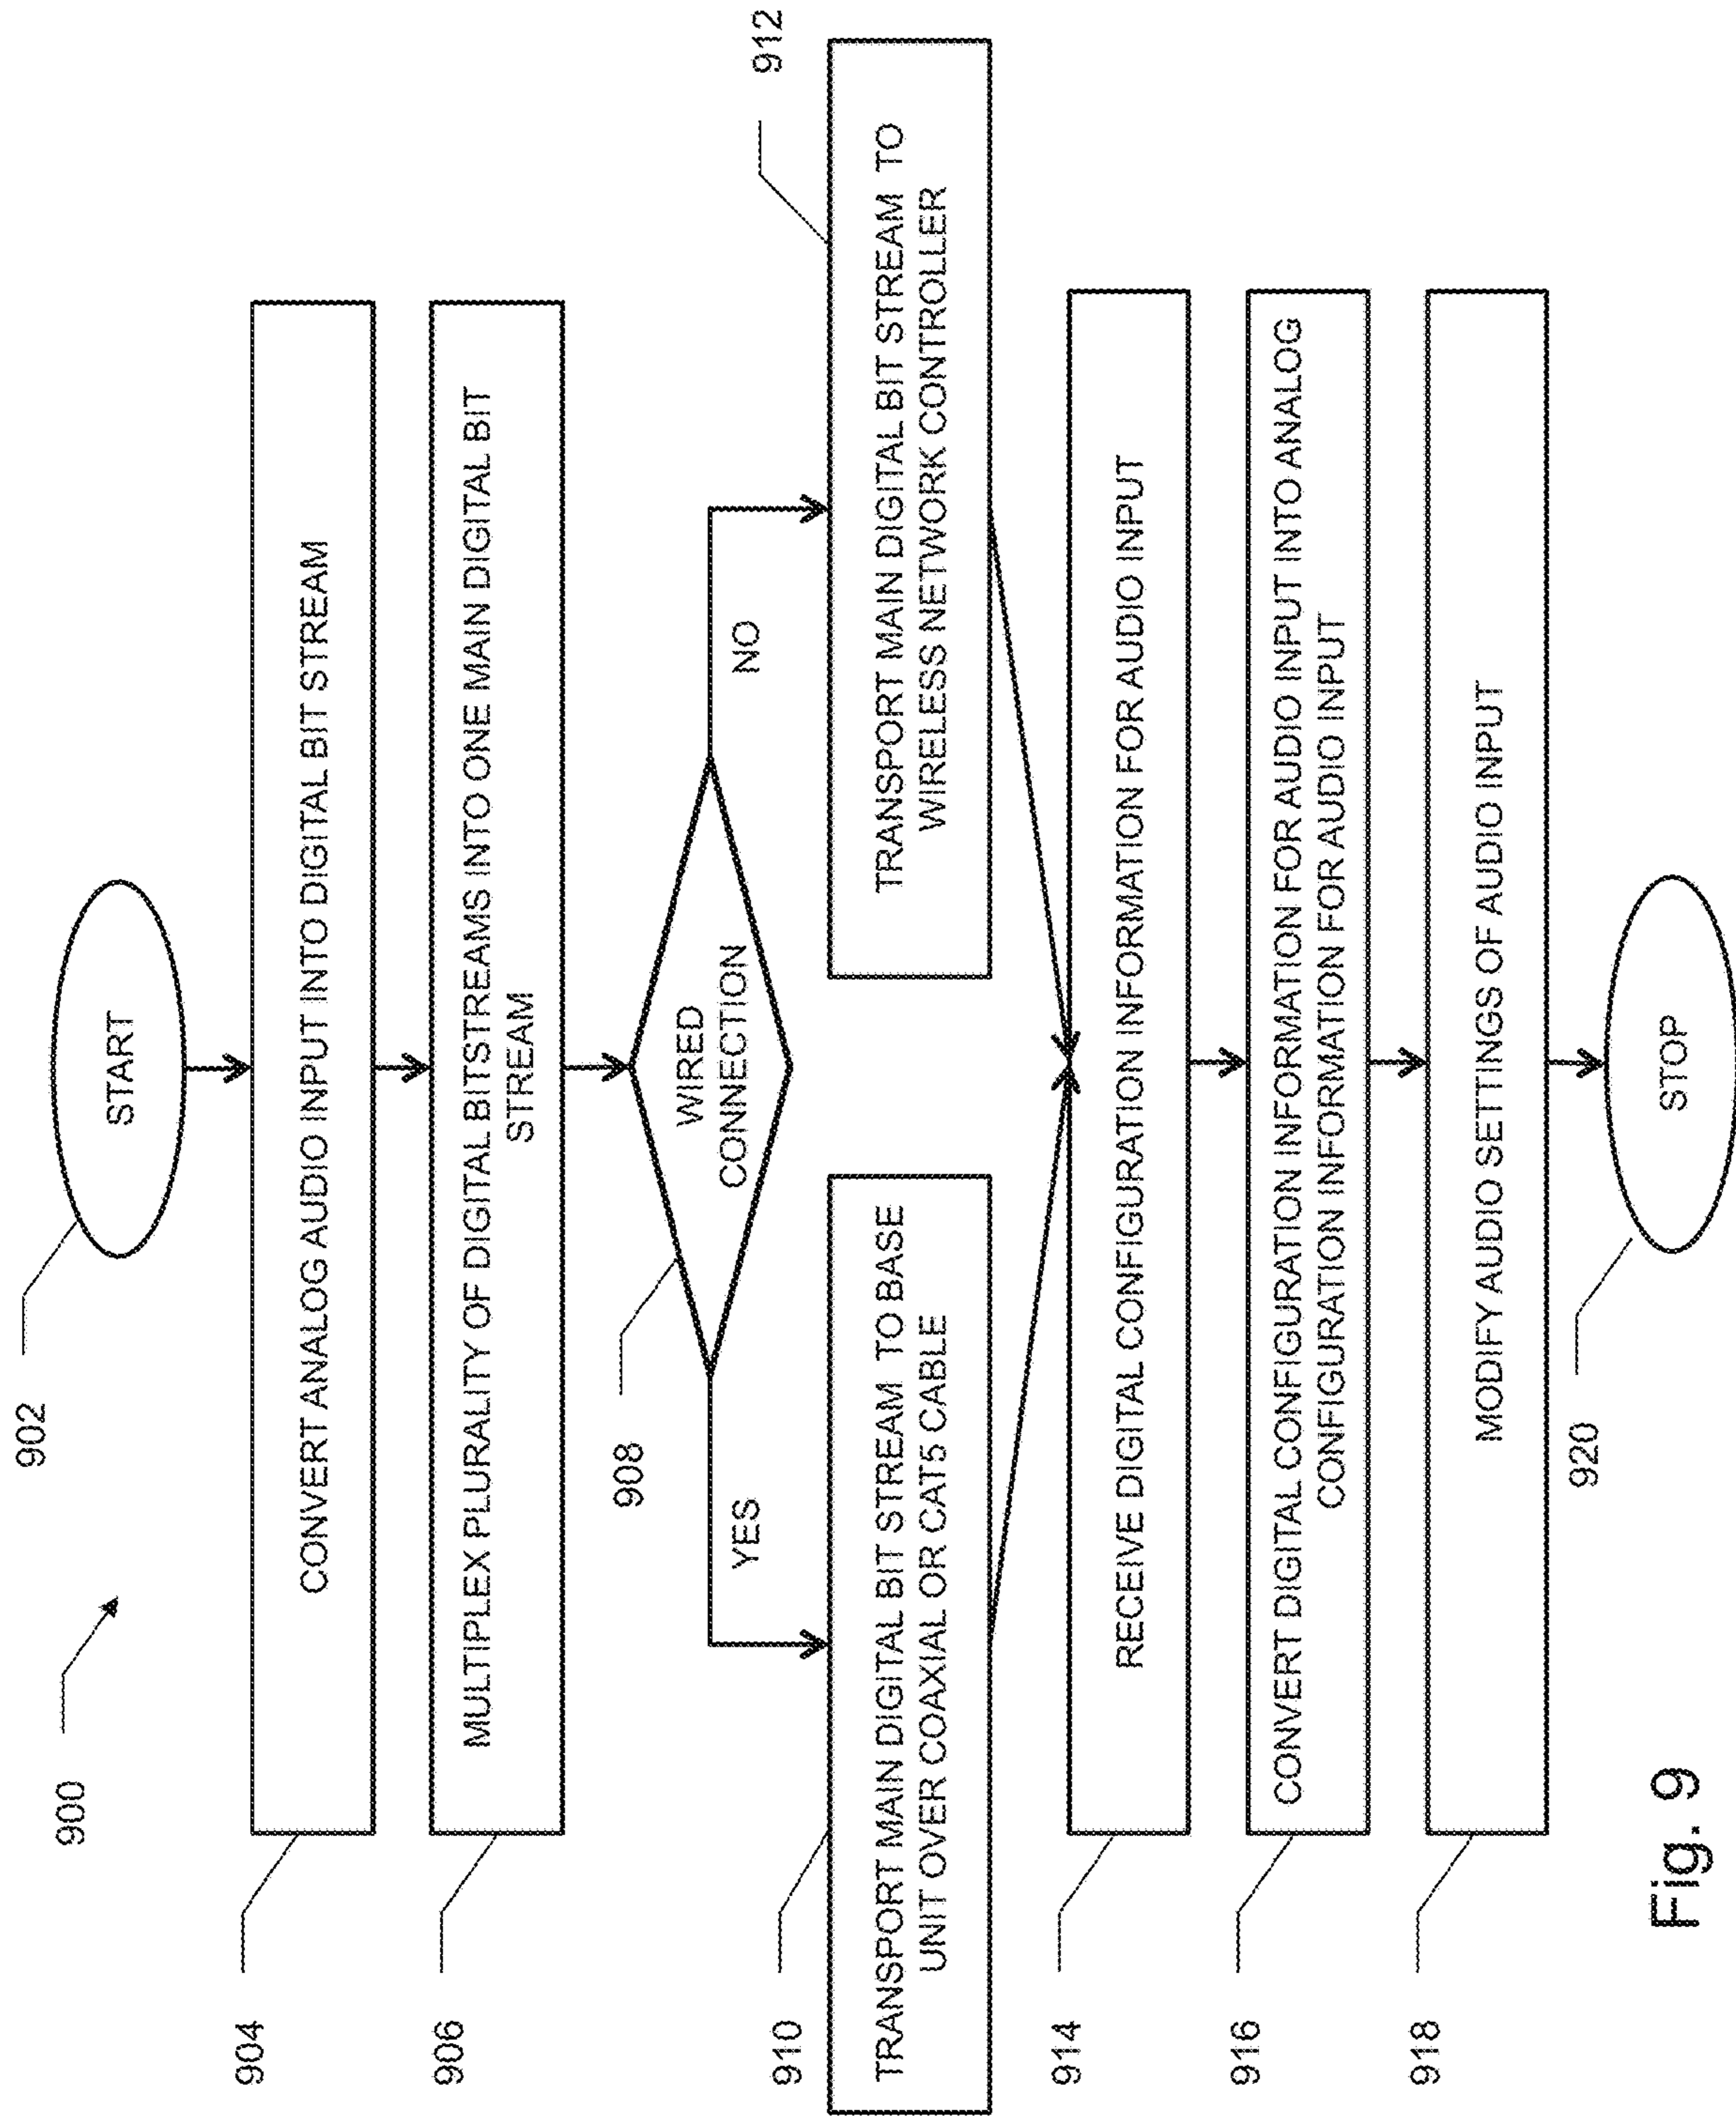 900
902
START
904
CONVERT ANALOG AUDIO INPUT INTO DIGITAL BIT STREAM
906
MULTIPLEX PLURALITY OF DIGITAL BITSTREAMS INTO ONE MAIN DIGITAL BIT
STREAM
908
WIRED
CONNECTION
YES
NO
910
TRANSPORT MAIN DIGITAL BIT STREAM TO BASE
UNIT OVER COAXIAL OR CAT5 CABLE
912
TRANSPORT MAIN DIGITAL BIT STREAM TO
WIRELESS NETWORK CONTROLLER
914
RECEIVE DIGITAL CONFIGURATION INFORMATION FOR AUDIO INPUT
916
CONVERT DIGITAL CONFIGURATION INFORMATION FOR AUDIO INPUT INTO ANALOG
CONFIGURATION INFORMATION FOR AUDIO INPUT
918
MODIFY AUDIO SETTINGS OF AUDIO INPUT
920
STOP
Fig. 9